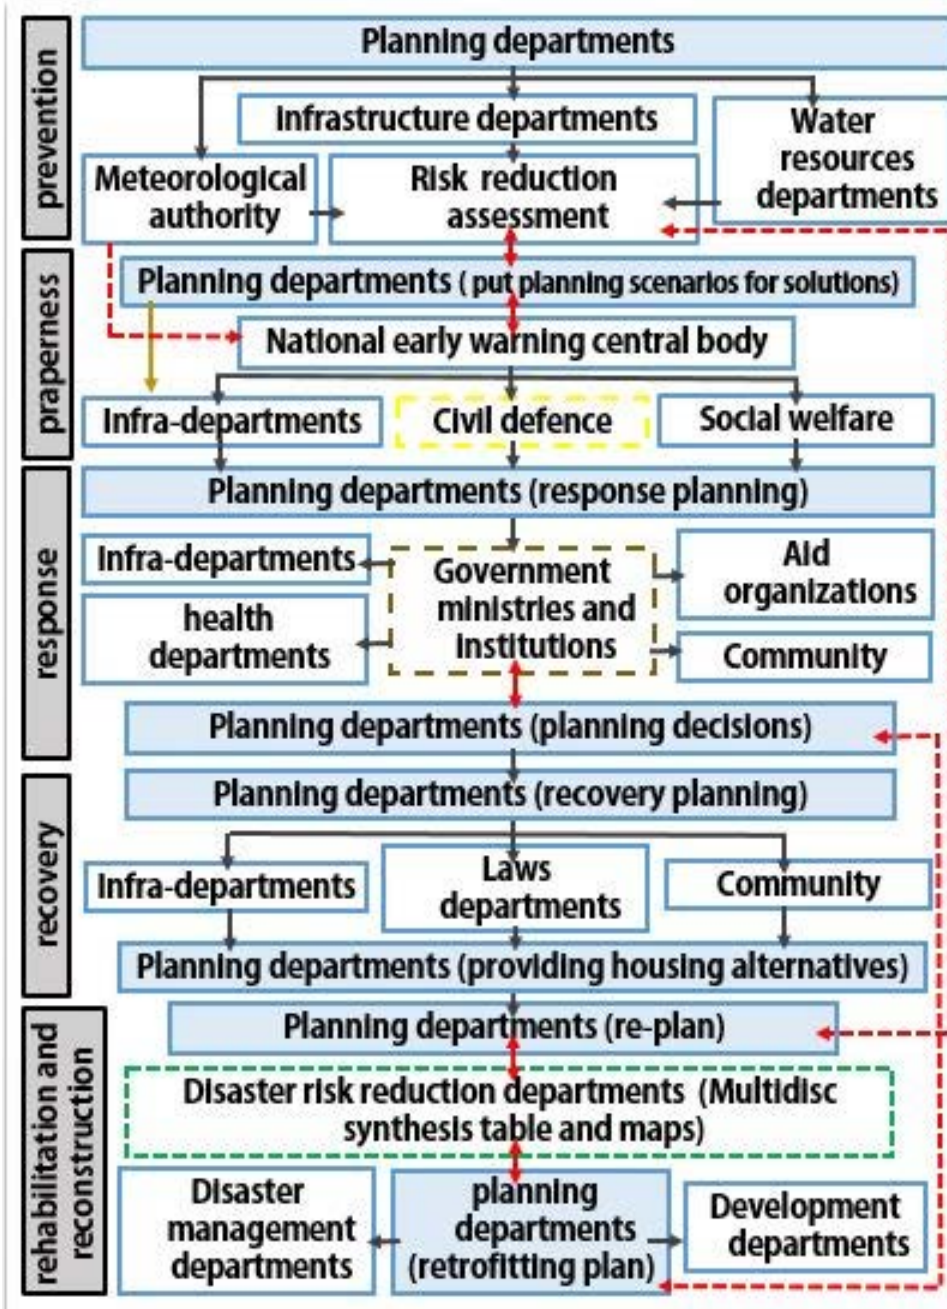 prevention
Planning departments
Infrastructure departments
Water
resources
departments
Meteorological
authority
Risk reduction
assessment
praperness
Planning departments ( put planning scenarios for solutions)
National early warning central body
Infra-departments
Civil defence
Social welfare
response
Planning departments (response planning)
Infra-departments
Government
ministries and
institutions
Aid
organizations
health
departments
Community
Planning departments (planning decisions)
recovery
Planning departments (recovery planning)
Infra-departments
Laws
departments
Community
Planning departments (providing housing alternatives)
rehabilitation and
reconstruction
Planning departments (re-plan)
Disaster risk reduction departments (Multidisc
synthesis table and maps)
Disaster
management
departments
planning
departments
(retrofitting plan)
Development
departments